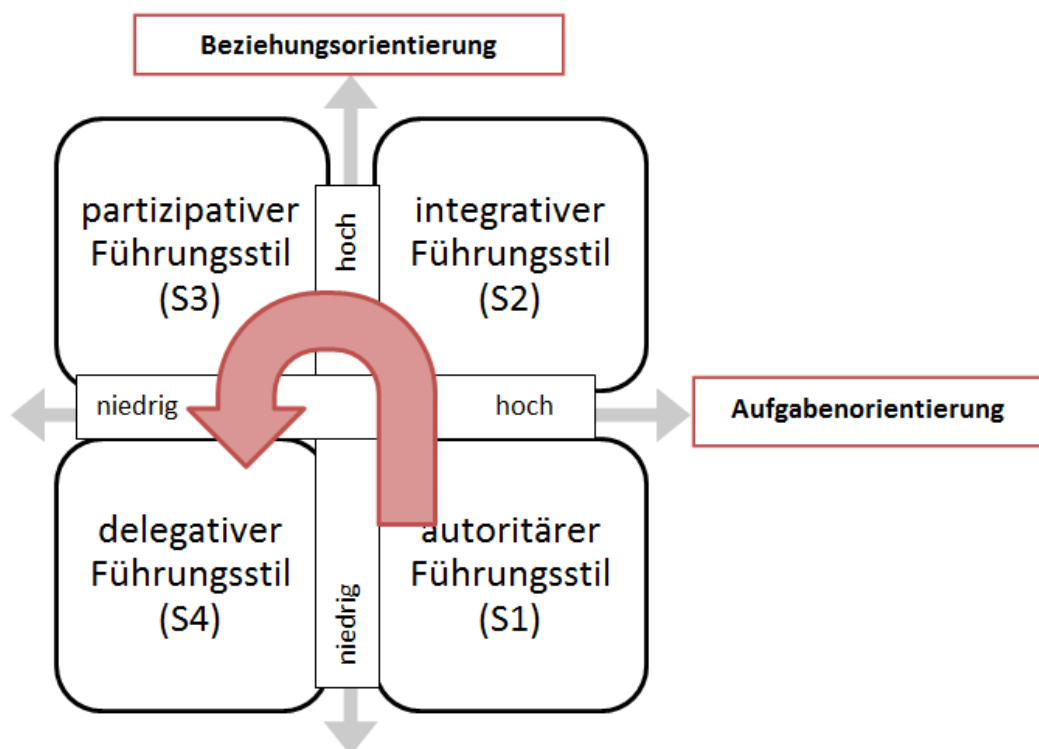 Beziehungsorientierung
partizipativer
Führungsstil
(S3)
hoch
integrativer
Führungsstil
(S2)
niedrig
hoch
Aufgabenorientierung
delegativer
Führungsstil
(S4)
niedrig
autoritärer
Führungsstil
(S1)